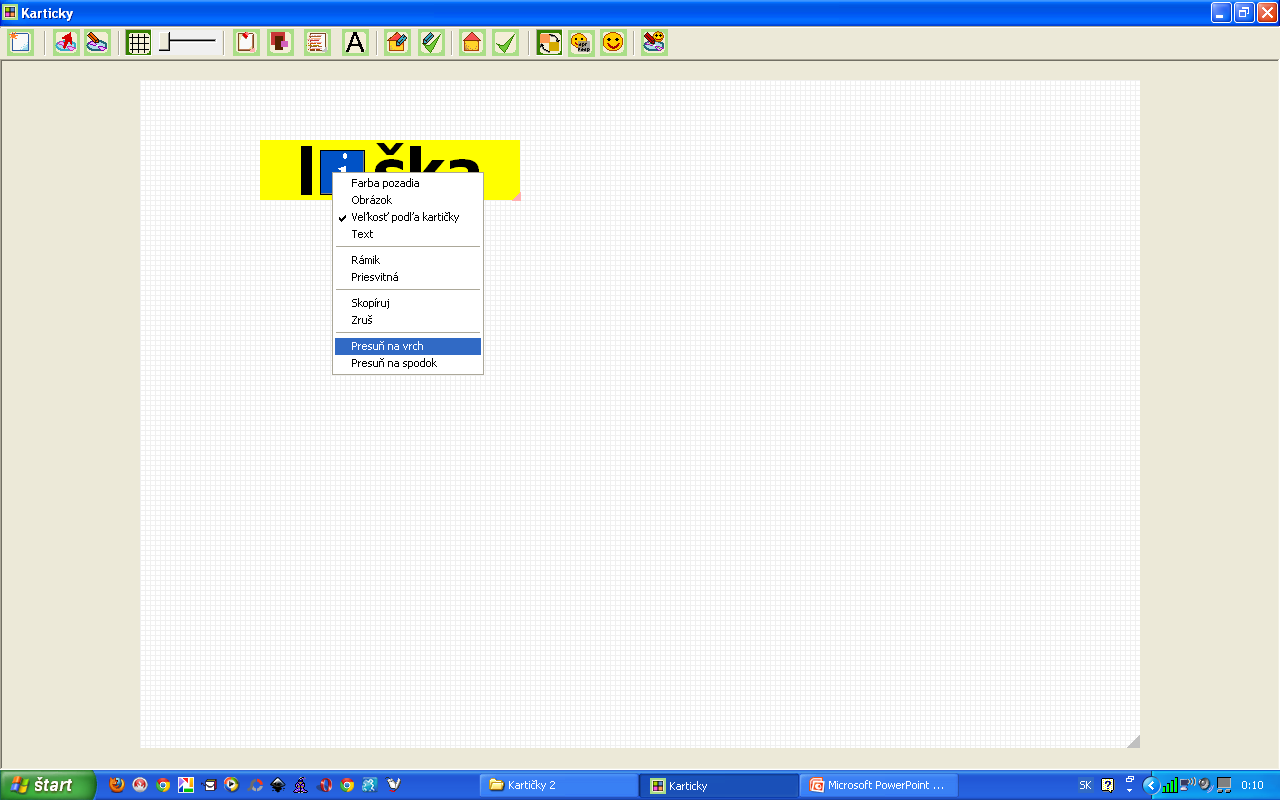 Karticky
A
l i ška
Farba pozadia
Obrázok
Veľkosť podľa kartičky
Text
Rámik
Priesvitná
Skopíruj
Zruš
Presuň na vrch
Presuň na spodok
štart
Kartičky 2
Karticky
Microsoft PowerPoint ...
SK
0:10